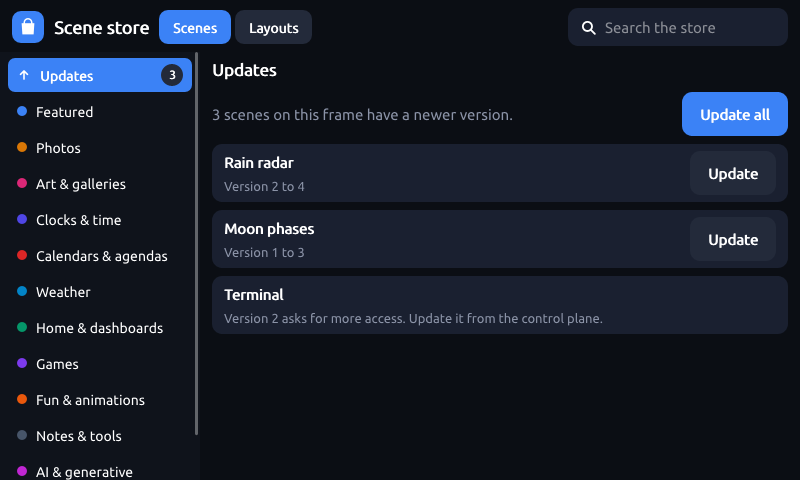 Scene store
Scenes
Layouts
Search the store
Updates
3
Featured
Photos
Art & galleries
Clocks & time
Calendars & agendas
Weather
Home & dashboards
Games
Fun & animations
Notes & tools
AI & generative
Updates
3 scenes on this frame have a newer version.
Update all
Rain radar
Version 2 to 4
Update
Moon phases
Version 1 to 3
Update
Terminal
Version 2 asks for more access. Update it from the control plane.